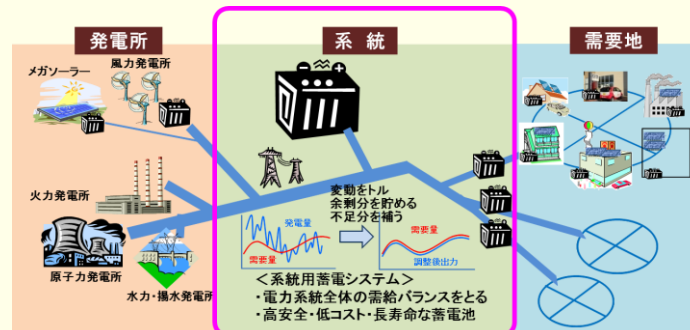 発電所
メガソーラー
風力発電所
火力発電所
原子力発電所
水力・揚水発電所
系統
変動をトル
余剰分を貯める
不足分を補う
発電量
需要量
需要量
調整後出力
＜系統用蓄電システム＞
・電力系統全体の需給バランスをとる
・高安全・低コスト・長寿命な蓄電池
需要地